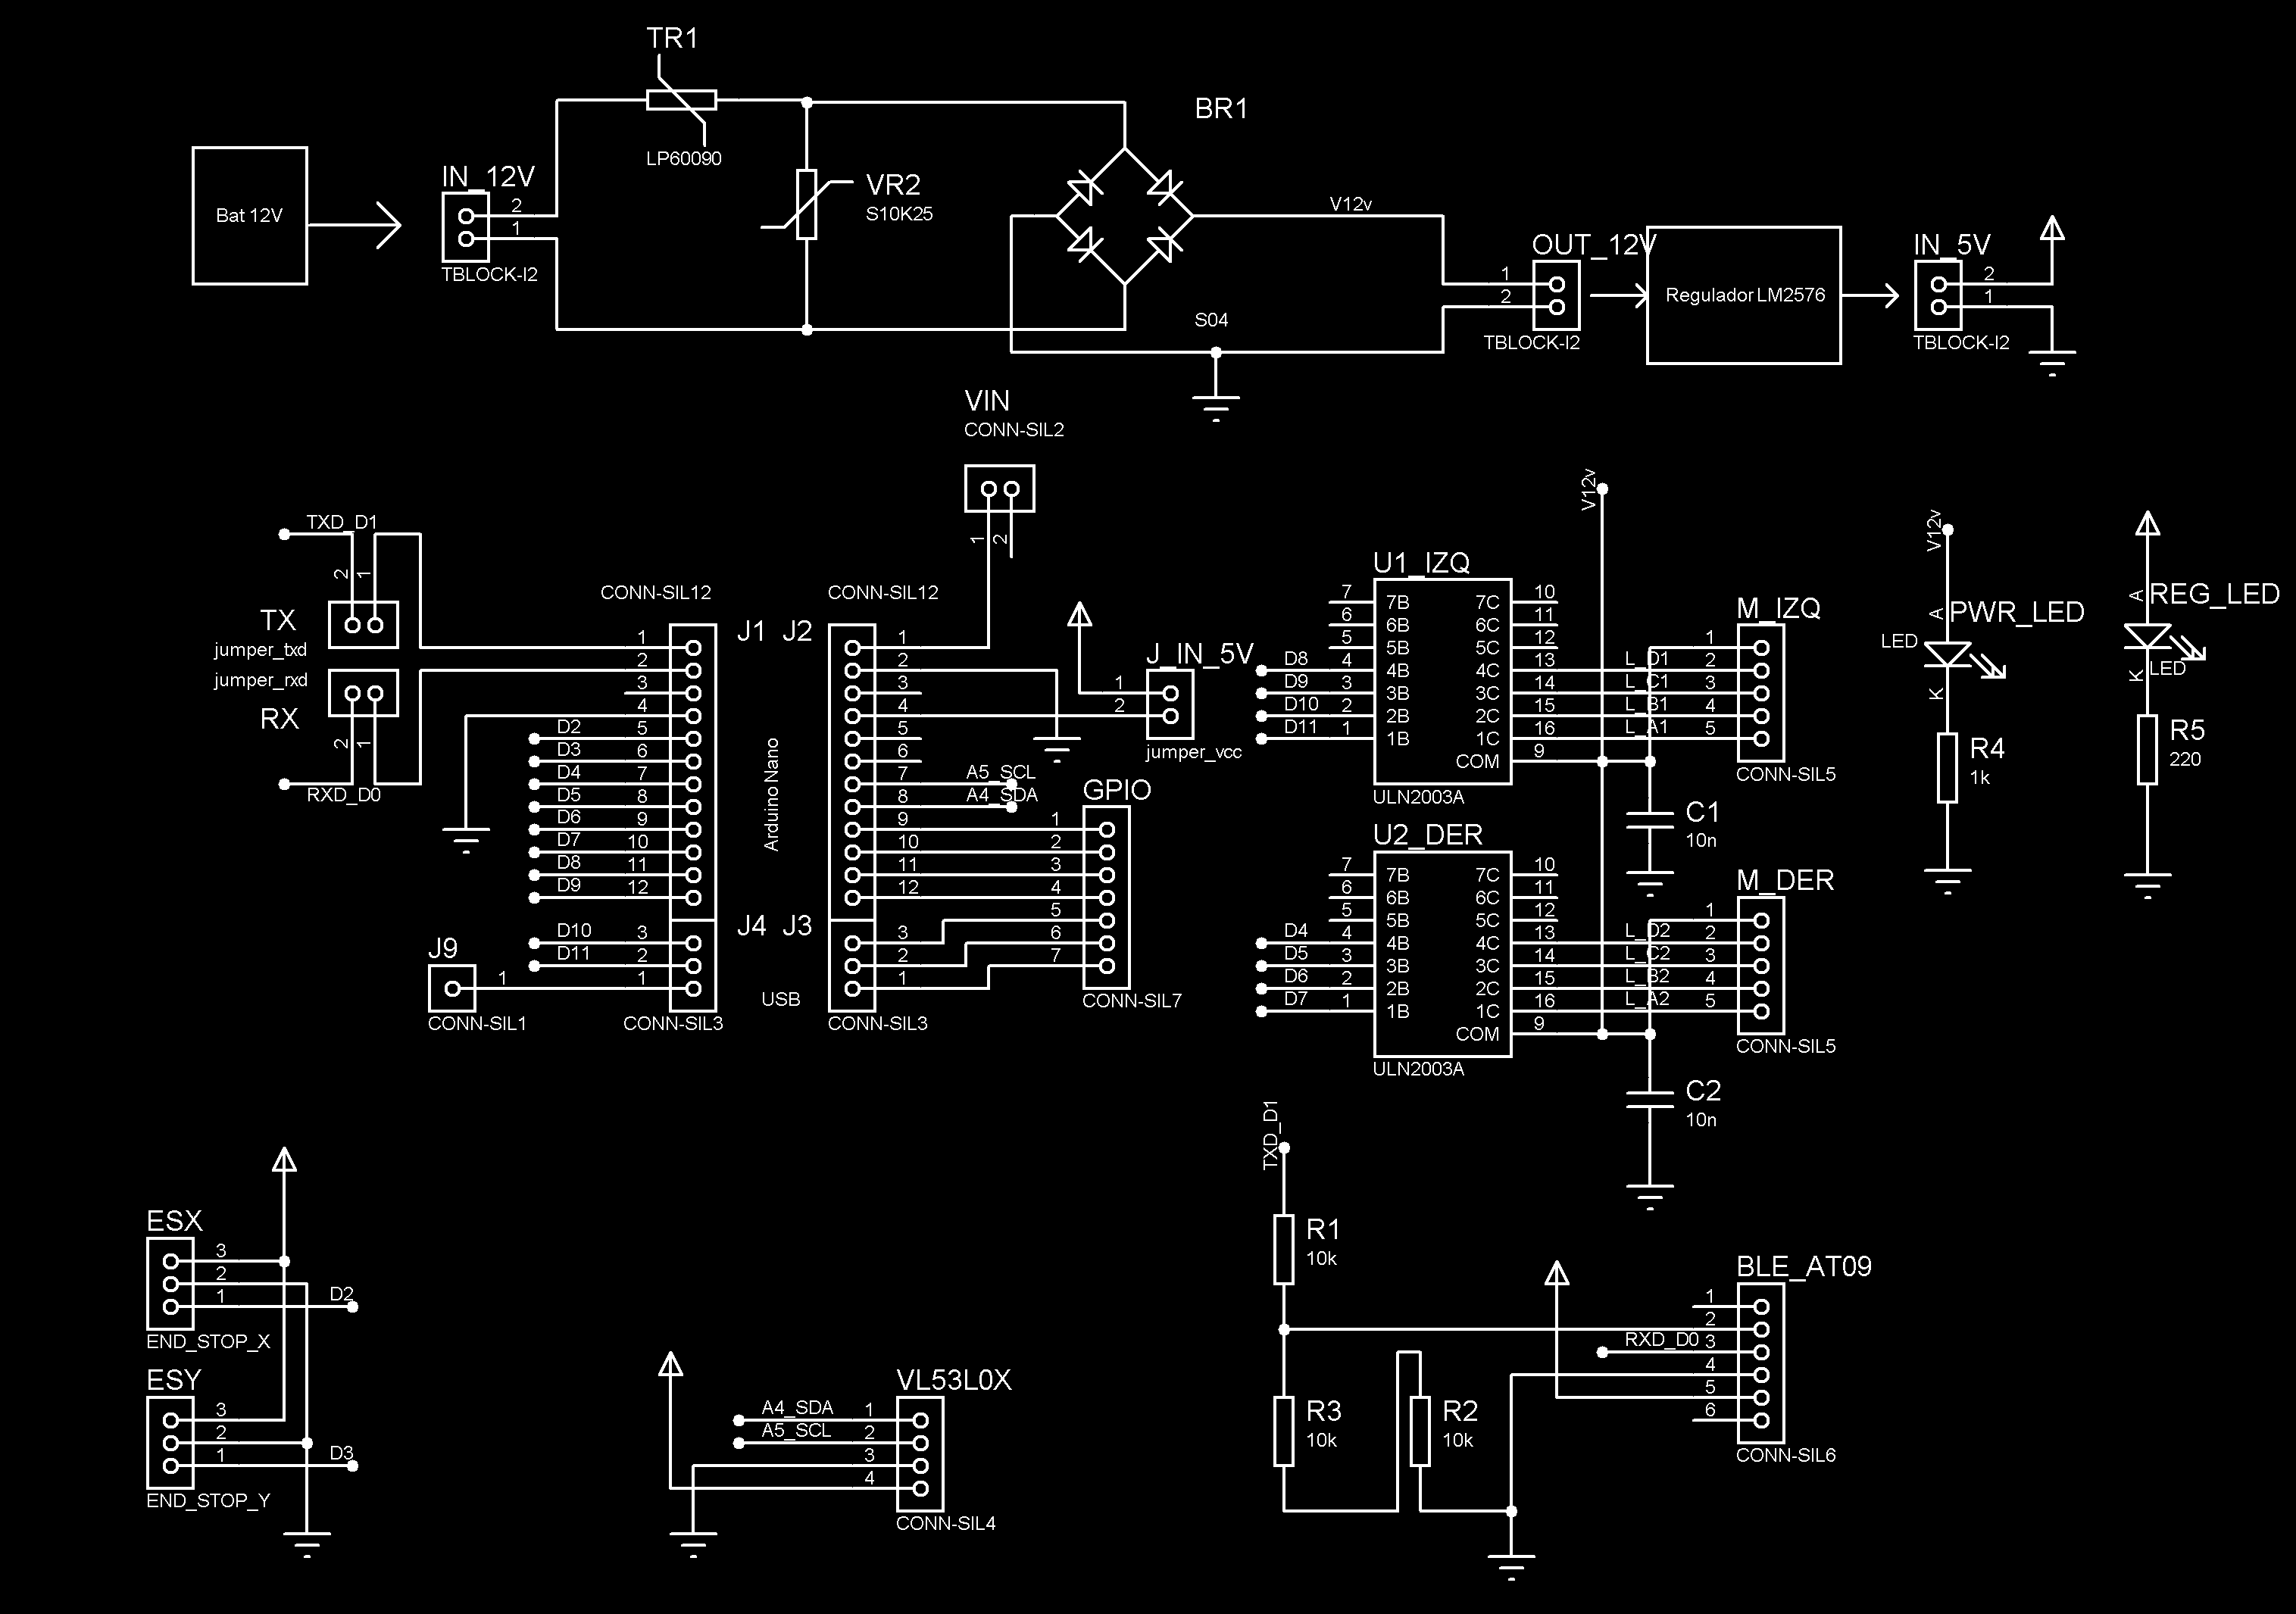 TR1
LP60090
BR1
Bat 12V
IN_12V
2
1
TBLOCK-I2
VR2
S10K25
V12v
S04
OUT_12V
1
2
TBLOCK-I2
Regulador LM2576
IN_5V
2
1
TBLOCK-I2
VIN
CONN-SIL2
1
2
TXD_D1
2
1
TX
jumper_txd
jumper_rxd
RX
2
1
RXD_D0
CONN-SIL12
J1
1
2
3
4
D2 5
D3 6
D4 7
D5 8
D6 9
D7 10
D8 11
D9 12
J4
D10 3
D11 2
1
CONN-SIL3
J9
1
CONN-SIL1
Arduino Nano
USB
CONN-SIL12
J2
1
2
3
4
5
6
7 A5_SCL
8 A4_SDA
9
10
11
12
J3
3
2
1
CONN-SIL3
J_IN_5V
1
2
jumper_vcc
GPIO
1
2
3
4
5
6
7
CONN-SIL7
V12v
U1_IZQ
7 7B 7C 10
6 6B 6C 11
5 5B 5C 12
D8 4 4B 4C 13 L_D1
D9 3 3B 3C 14 L_C1
D10 2 2B 2C 15 L_B1
D11 1 1B 1C 16 L_A1
COM 9
ULN2003A
M_IZQ
1
2
3
4
5
CONN-SIL5
C1
10n
U2_DER
7 7B 7C 10
6 6B 6C 11
5 5B 5C 12
D4 4 4B 4C 13 L_D2
D5 3 3B 3C 14 L_C2
D6 2 2B 2C 15 L_B2
D7 1 1B 1C 16 L_A2
COM 9
ULN2003A
M_DER
1
2
3
4
5
CONN-SIL5
C2
10n
V12v
A
PWR_LED
LED
K
R4
1k
A
REG_LED
LED
K
R5
220
ESX
3
2
1 D2
END_STOP_X
ESY
3
2
1 D3
END_STOP_Y
VL53L0X
A4_SDA 1
A5_SCL 2
3
4
CONN-SIL4
TXD_D1
R1
10k
R3
10k
R2
10k
BLE_AT09
1
2
RXD_D0 3
4
5
6
CONN-SIL6